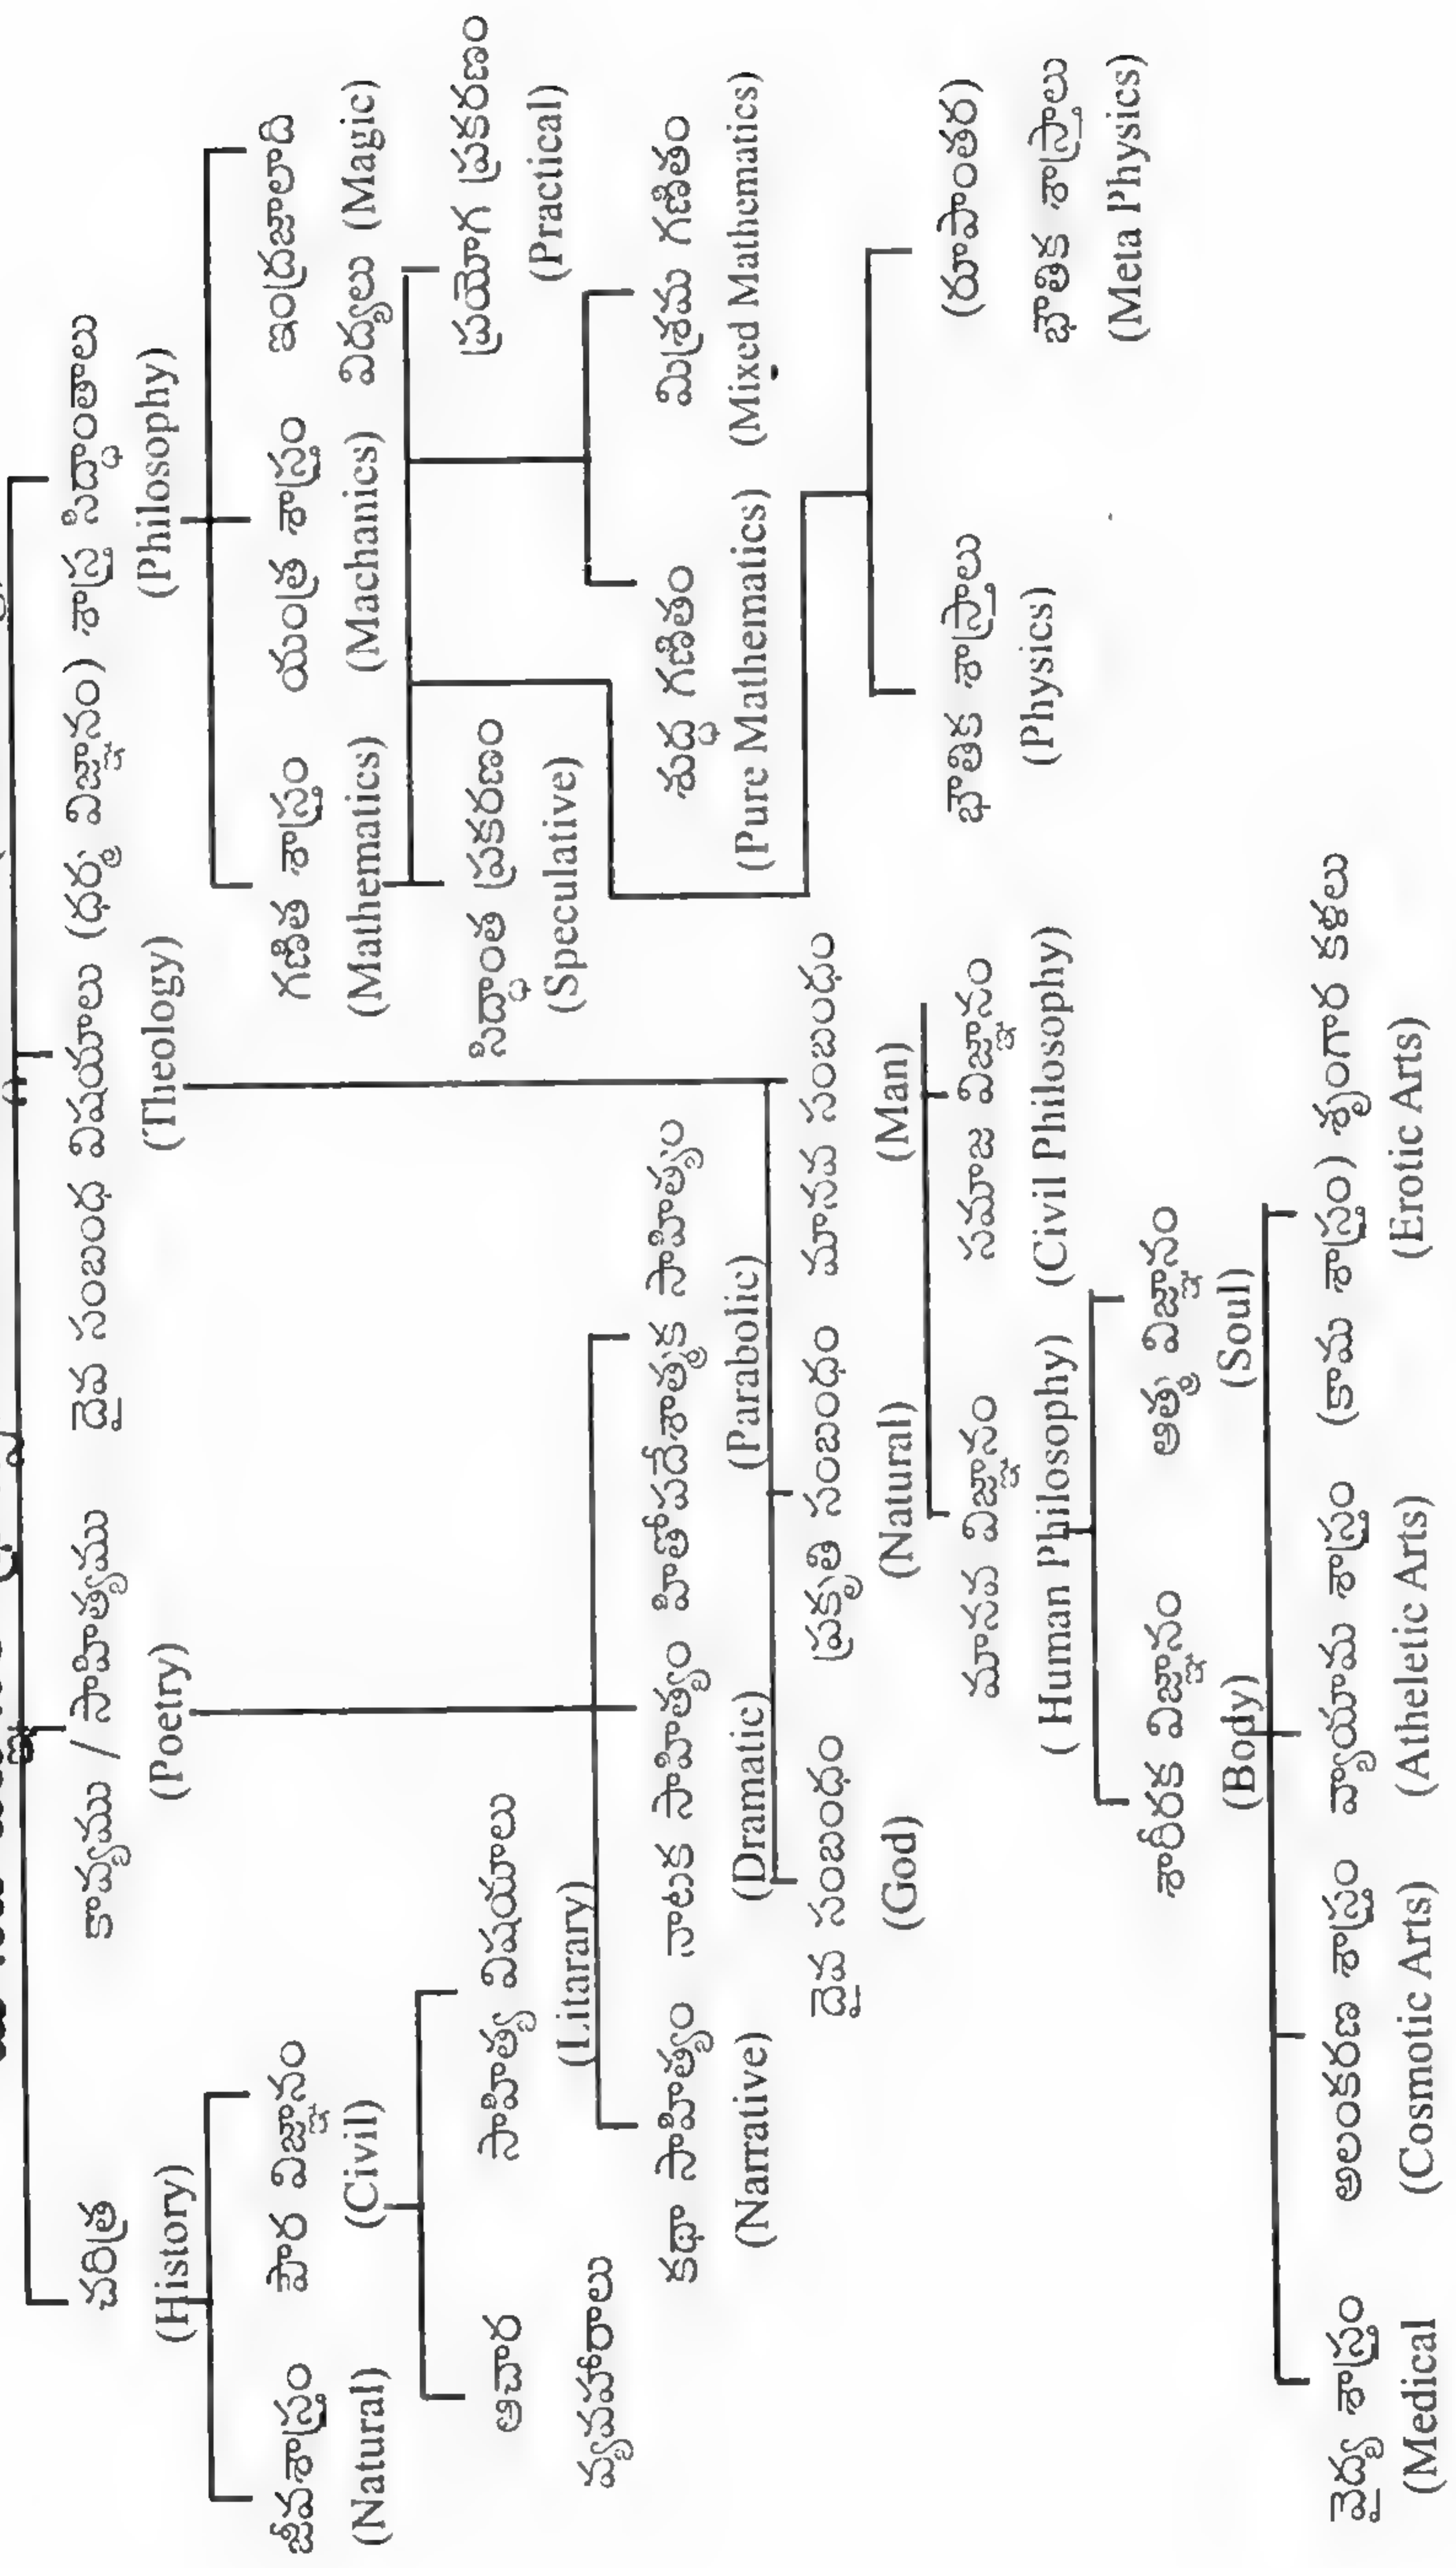 చరిత్ర కావ్యము / సాహిత్యము దైవ సంబంధ విషయాలు (ధర్మ విజ్ఞానం) శాస్త్ర సిద్ధాంతాలు
(History) (Poetry) (Theology) (Philosophy)
జీవశాస్త్రం పౌర విజ్ఞానం గణిత శాస్త్రం యంత్ర శాస్త్రం ఇంద్రజాలాది
(Natural) (Civil) (Mathematics) (Machanics) విద్యలు (Magic)
ఆచార సాహిత్య విషయాలు సిద్ధాంత ప్రకరణం ప్రయోగ ప్రకరణం
వ్యవహారాలు (Litarary) (Speculative) (Practical)
కథా సాహిత్యం నాటక సాహిత్యం హితోపదేశాత్మక సాహిత్యం శుద్ధ గణితం మిశ్రమ గణితం
(Narrative) (Dramatic) (Parabolic) (Pure Mathematics) (Mixed Mathematics)
దైవ సంబంధం ప్రకృతి సంబంధం మానవ సంబంధం
(God) (Natural) (Man)
మానవ విజ్ఞానం సమాజ విజ్ఞానం భౌతిక శాస్త్రాలు (రూపాంతర)
( Human Philosophy) (Civil Philosophy) (Physics) భౌతిక శాస్త్రాలు
(Meta Physics)
శారీరక విజ్ఞానం ఆత్మ విజ్ఞానం
(Body) (Soul)
వైద్య శాస్త్రం అలంకరణ శాస్త్రం వ్యాయామ శాస్త్రం (కామ శాస్త్రం) శృంగార కళలు
(Medical (Cosmotic Arts) (Atheletic Arts) (Erotic Arts)